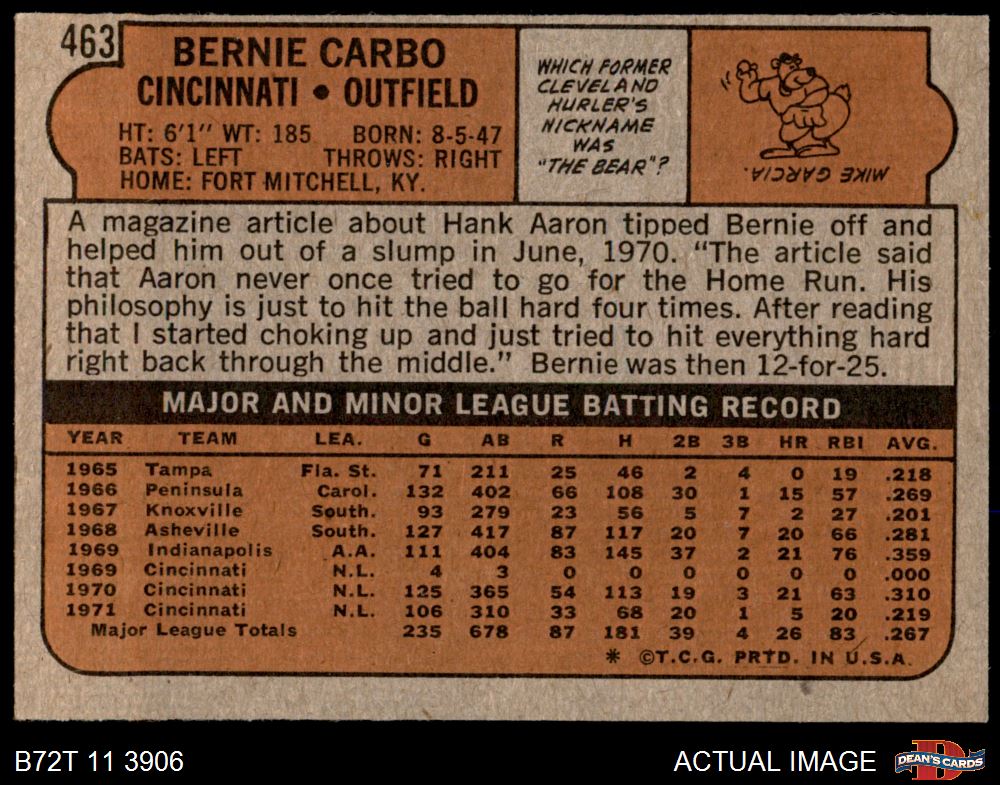 463
BERNIE CARBO
CINCINNATI • OUTFIELD
HT: 6'1" WT: 185 BORN: 8-5-47
BATS: LEFT THROWS: RIGHT
HOME: FORT MITCHELL, KY.
WHICH FORMER
CLEVELAND
HURLER'S
NICKNAME
WAS
"THE BEAR"?
MIKE GARCIA.
A magazine article about Hank Aaron tipped Bernie off and
helped him out of a slump in June, 1970. "The article said
that Aaron never once tried to go for the Home Run. His
philosophy is just to hit the ball hard four times. After reading
that I started choking up and just tried to hit everything hard
right back through the middle." Bernie was then 12-for-25.
MAJOR AND MINOR LEAGUE BATTING RECORD
YEAR TEAM LEA. G AB R H 2B 3B HR RBI AVG.
1965 Tampa Fla. St. 71 211 25 46 2 4 0 19 .218
1966 Peninsula Carol. 132 402 66 108 30 1 15 57 .269
1967 Knoxville South. 93 279 23 56 5 7 2 27 .201
1968 Asheville South. 127 417 87 117 20 7 20 66 .281
1969 Indianapolis A.A. 111 404 83 145 37 2 21 76 .359
1969 Cincinnati N.L. 4 3 0 0 0 0 0 0 .000
1970 Cincinnati N.L. 125 365 54 113 19 3 21 63 .310
1971 Cincinnati N.L. 106 310 33 68 20 1 5 20 .219
Major League Totals 235 678 87 181 39 4 26 83 .267
* ©T.C.G. PRTD. IN U.S.A.
B72T 11 3906
ACTUAL IMAGE
D
DEAN'S CARDS